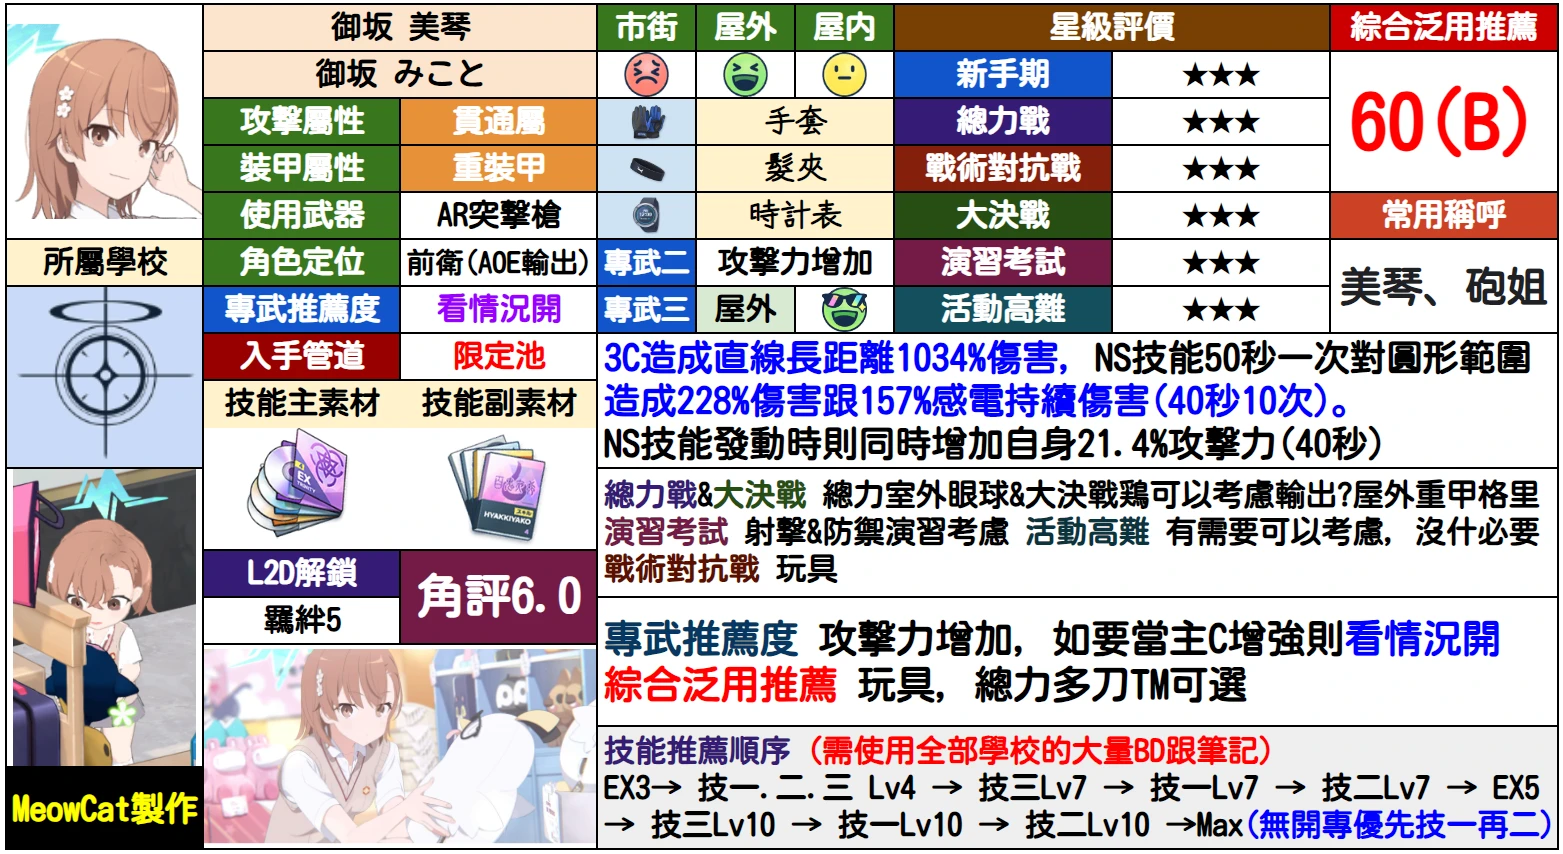 御坂 美琴
市街 屋外 屋内
星級評價
綜合泛用推薦
御坂 みこと
新手期 ★★★
60(B)
攻擊屬性 貫通屬
手套
總力戰 ★★★
裝甲屬性 重裝甲
髮夾
戰術對抗戰 ★★★
使用武器 AR突擊槍
時計表
大決戰 ★★★
常用稱呼
所屬學校
角色定位 前衛(AOE輸出)
專武二 攻擊力增加
演習考試 ★★★
美琴、砲姐
專武推薦度 看情況開
專武三 屋外
活動高難 ★★★
入手管道 限定池
3C造成直線長距離1034%傷害, NS技能50秒一次對圓形範圍
造成228%傷害跟157%感電持續傷害(40秒10次)。
NS技能發動時則同時增加自身21.4%攻擊力(40秒)
技能主素材 技能副素材
EX
TRINITY
スキル
HYAKKIYAKO
4
總力戰&大決戰 總力室外眼球&大決戰鶏可以考慮輸出?屋外重甲格里
演習考試 射擊&防禦演習考慮 活動高難 有需要可以考慮, 沒什必要
戰術對抗戰 玩具
L2D解鎖
羈絆5
角評6.0
專武推薦度 攻擊力增加, 如要當主C增強則看情況開
綜合泛用推薦 玩具, 總力多刀TM可選
技能推薦順序 (需使用全部學校的大量BD跟筆記)
EX3→ 技一.二.三 Lv4 → 技三Lv7 → 技一Lv7 → 技二Lv7 → EX5
→ 技三Lv10 → 技一Lv10 → 技二Lv10 →Max(無開專優先技一再二)
MeowCat製作